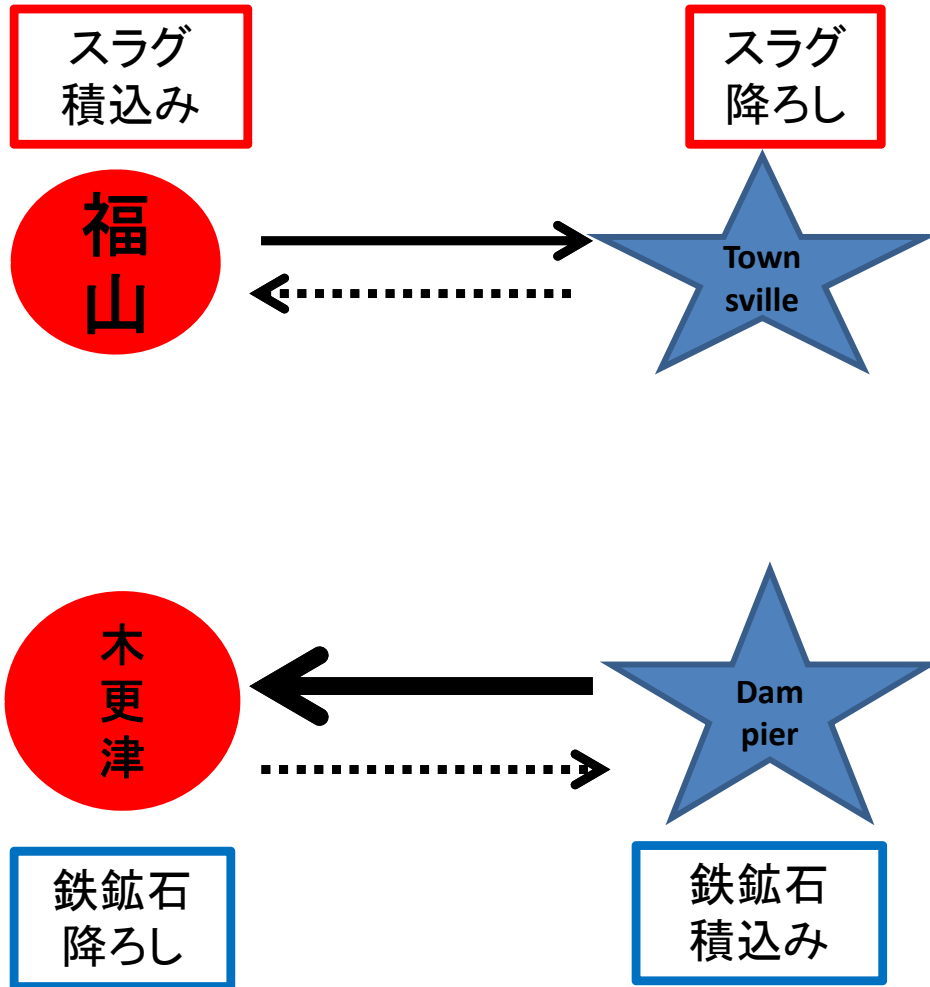 スラグ
積込み
スラグ
降ろし
福
山
Town
sville
木
更
津
Dam
pier
鉄鉱石
降ろし
鉄鉱石
積込み